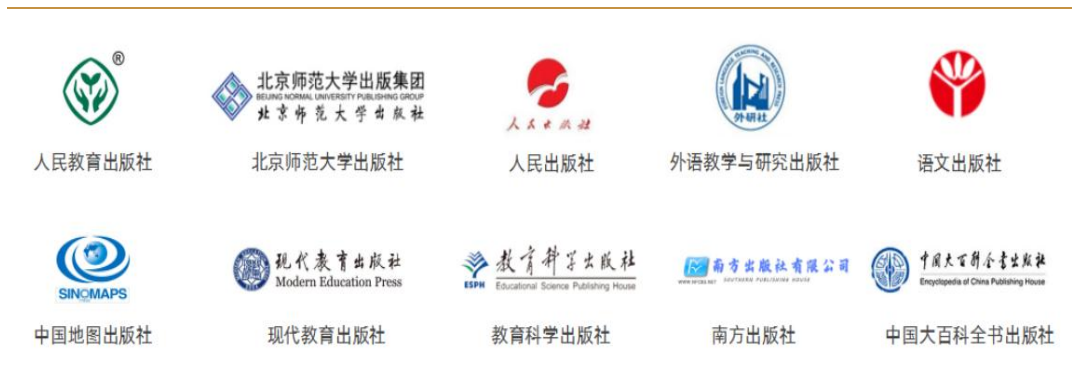 ®
北京师范大学出版集团
BEIJING NORMAL UNIVERSITY PUBLISHING GROUP
北京师范大学出版社
人民出版社
FOREIGN LANGUAGE TEACHING AND RESEARCH PRESS
外研社
人民教育出版社
北京师范大学出版社
人民出版社
外语教学与研究出版社
语文出版社
SINOMAPS
现代教育出版社
Modern Education Press
ESPH
教育科学出版社
Educational Science Publishing House
南方出版社有限公司
SOUTHERN PUBLISHING HOUSE
中国大百科全书出版社
Encyclopedia of China Publishing House
中国地图出版社
现代教育出版社
教育科学出版社
南方出版社
中国大百科全书出版社